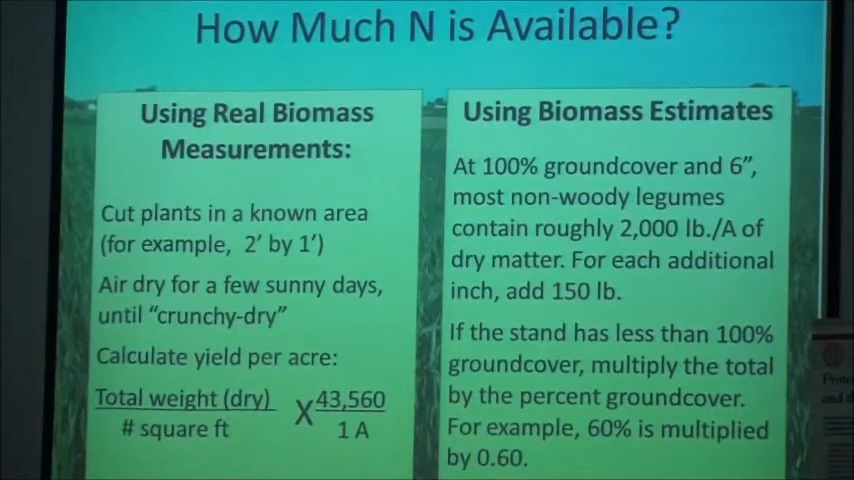 How Much N is Available?
Using Real Biomass
Measurements:
Cut plants in a known area
(for example, 2' by 1')
Air dry for a few sunny days,
until “crunchy-dry”
Calculate yield per acre:
Total weight (dry)
# square ft
X
43,560
1 A
Using Biomass Estimates
At 100% groundcover and 6”,
most non-woody legumes
contain roughly 2,000 lb./A of
dry matter. For each additional
inch, add 150 lb.
If the stand has less than 100%
groundcover, multiply the total
by the percent groundcover.
For example, 60% is multiplied
by 0.60.